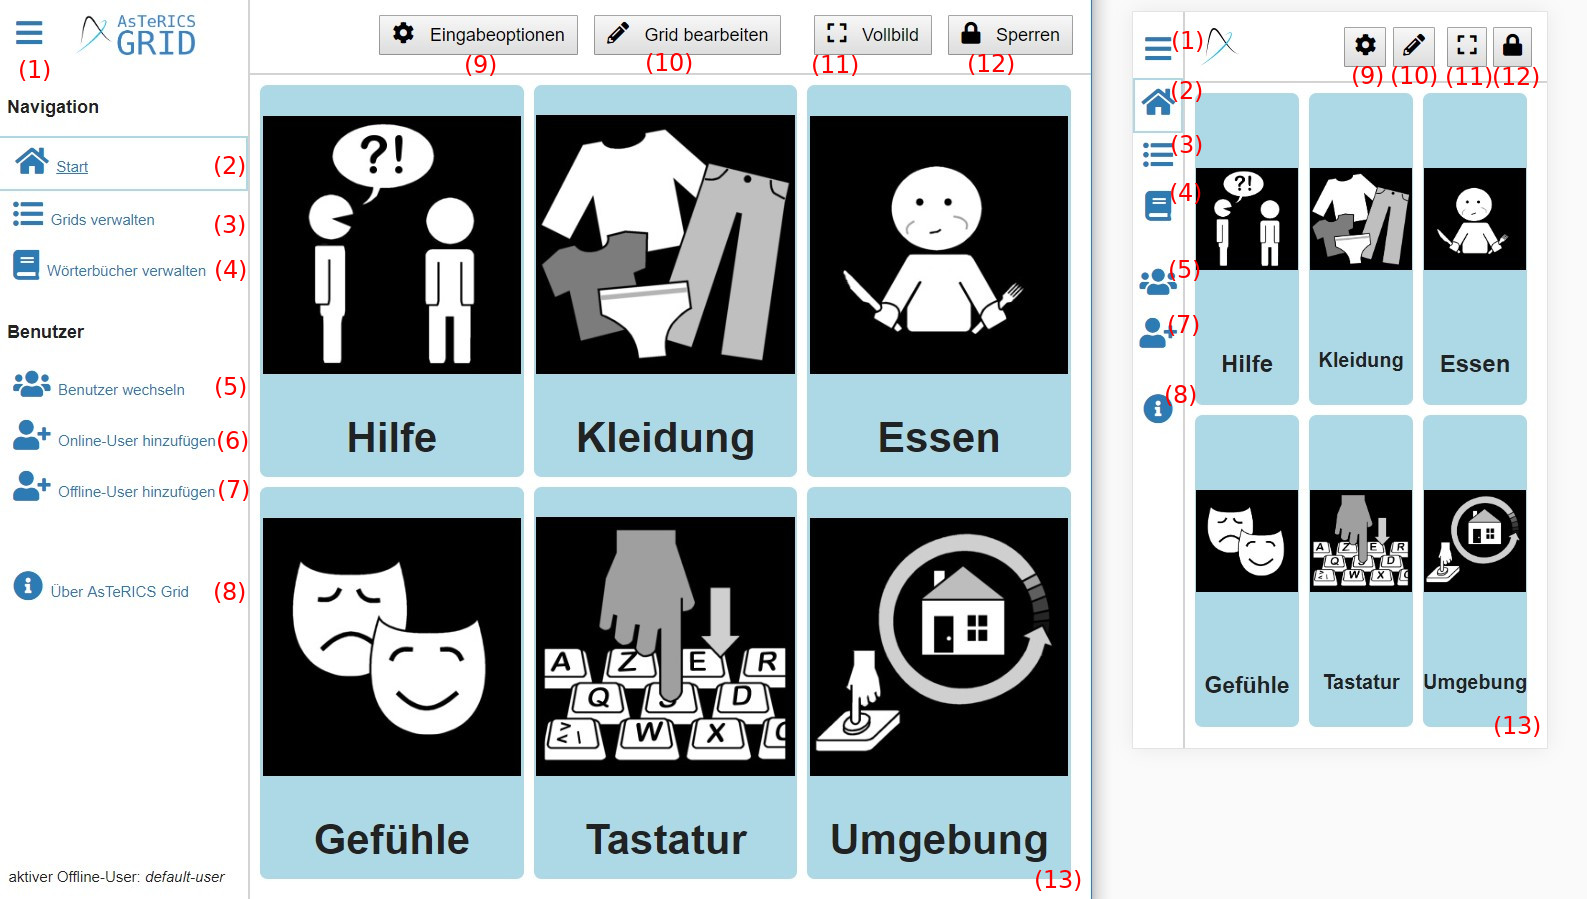 AsTeRICS
GRID
Eingabeoptionen
Grid bearbeiten
Vollbild
Sperren
(1)
(9)
(10)
(11)
(12)
Navigation
Start (2)
Grids verwalten (3)
Wörterbücher verwalten (4)
Benutzer
Benutzer wechseln (5)
Online-User hinzufügen (6)
Offline-User hinzufügen (7)
Über AsTeRICS Grid (8)
aktiver Offline-User: default-user
?!
Hilfe
Kleidung
Essen
Gefühle
A Z E R
Q S D
W X
Tastatur
Umgebung
(13)
(1)
(9)
(10)
(11)
(12)
(2)
(3)
(4)
(5)
(7)
(8)
?!
Hilfe
Kleidung
Essen
Gefühle
A Z E R
Q S D
W X
Tastatur
Umgebung
(13)